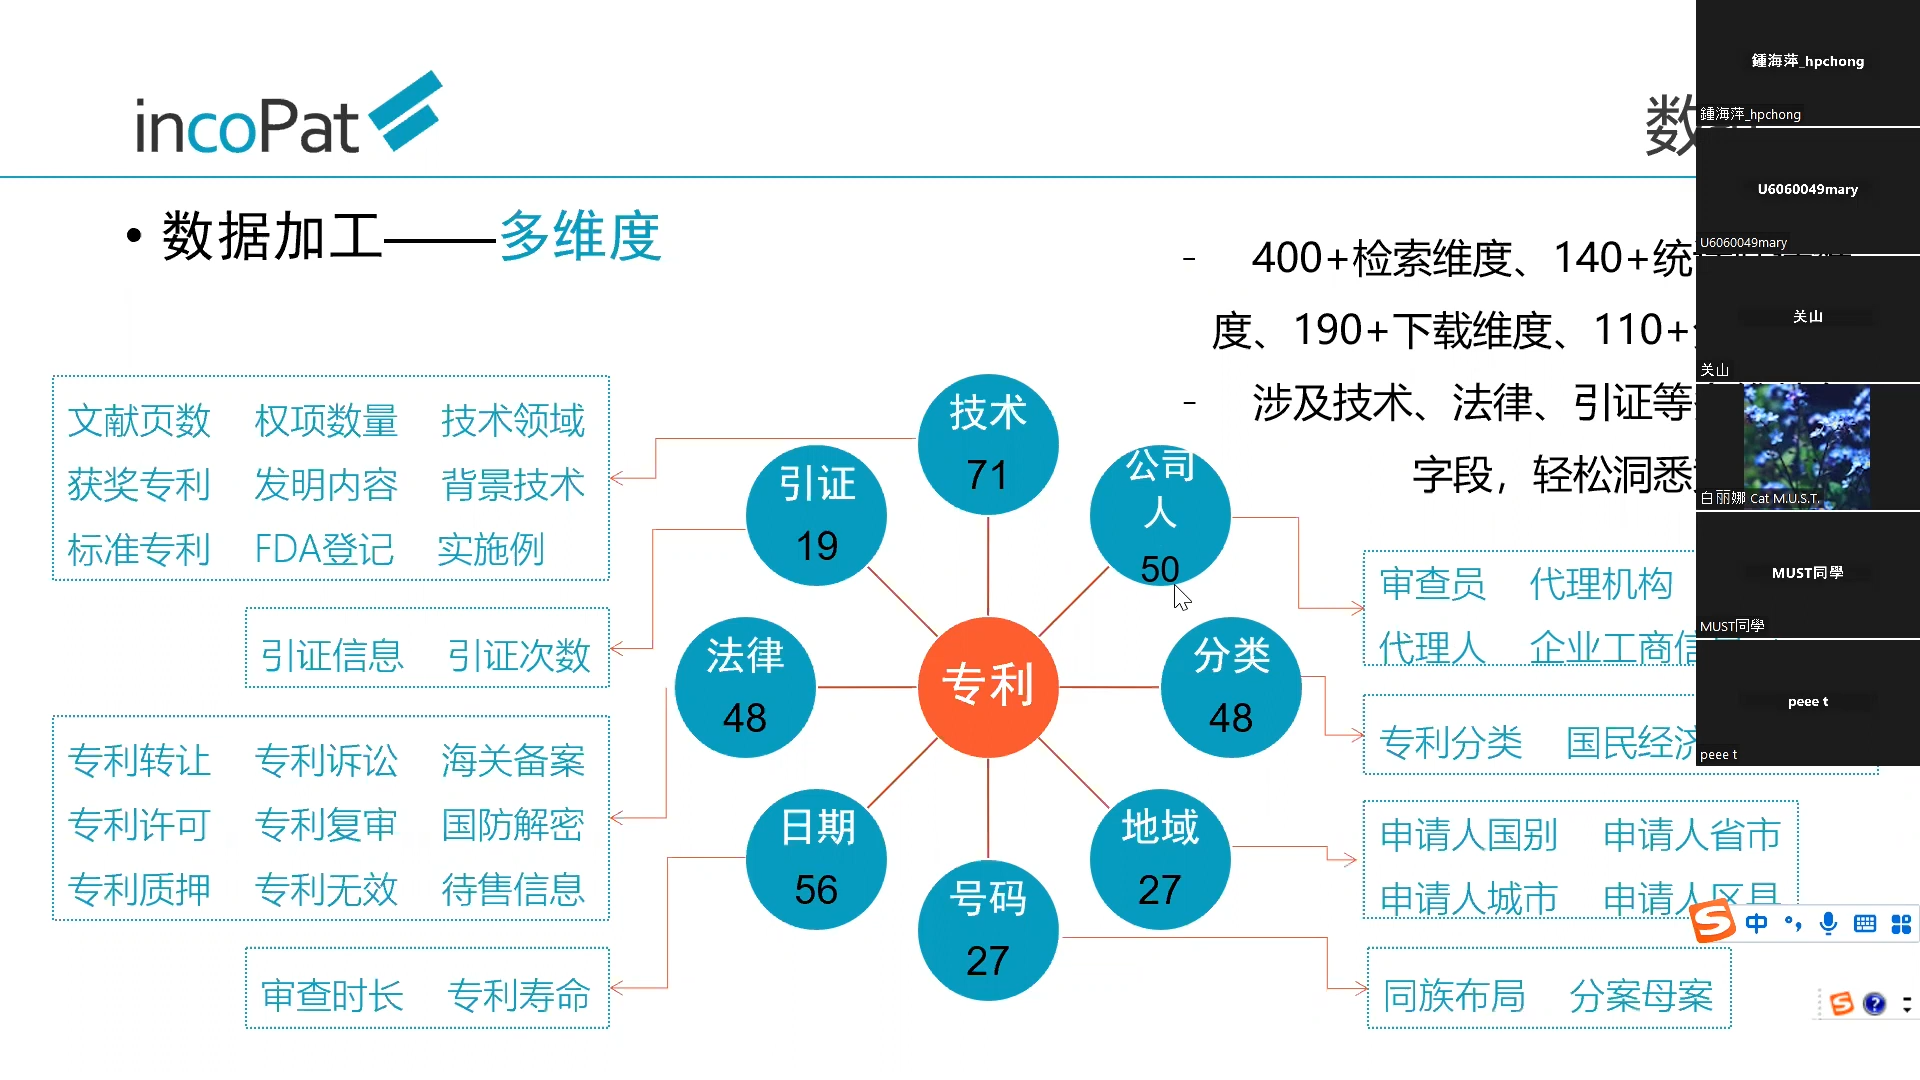 incoPat
数
• 数据加工——多维度
- 400+检索维度、140+统
度、190+下载维度、110+
- 涉及技术、法律、引证等
字段，轻松洞悉
文献页数 权项数量 技术领域
获奖专利 发明内容 背景技术
标准专利 FDA登记 实施例
引证信息 引证次数
专利转让 专利诉讼 海关备案
专利许可 专利复审 国防解密
专利质押 专利无效 待售信息
审查时长 专利寿命
技术
71
引证
19
公司
人
50
法律
48
专利
分类
48
日期
56
地域
27
号码
27
审查员 代理机构
代理人 企业工商信
专利分类 国民经济
申请人国别 申请人省市
申请人城市 申请人区县
同族布局 分案母案
鍾海萍_hpchong
鍾海萍_hpchong
U6060049mary
U6060049mary
关山
关山
白丽娜 Cat M.U.S.T.
MUST同學
MUST同學
peee t
peee t
中